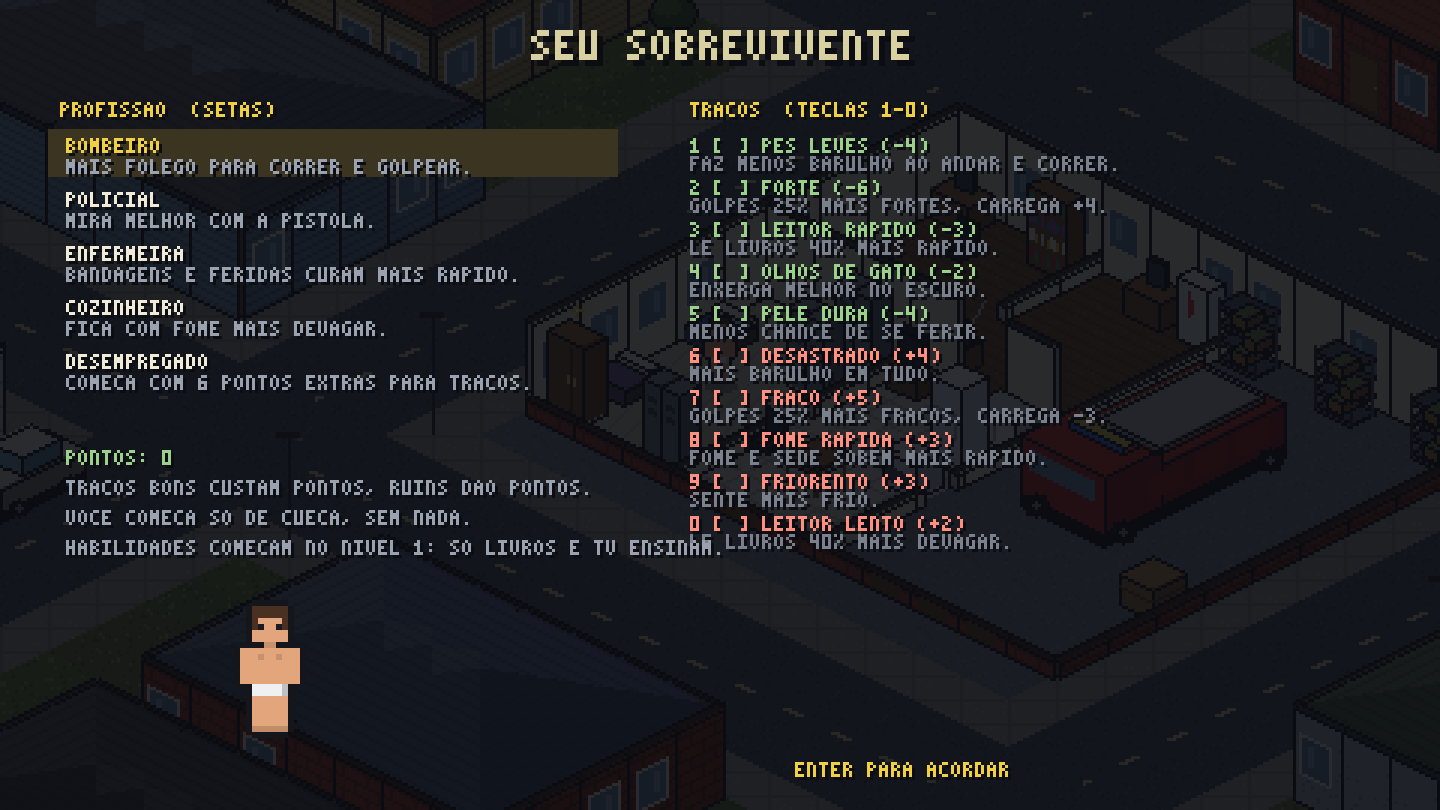 SEU SOBREVIVENTE
PROFISSAO (SETAS)
BOMBEIRO
MAIS FOLEGO PARA CORRER E GOLPEAR.
POLICIAL
MIRA MELHOR COM A PISTOLA.
ENFERMEIRA
BANDAGENS E FERIDAS CURAM MAIS RAPIDO.
COZINHEIRO
FICA COM FOME MAIS DEVAGAR.
DESEMPREGADO
COMECA COM 6 PONTOS EXTRAS PARA TRACOS.
PONTOS: 0
TRACOS BONS CUSTAM PONTOS, RUINS DAO PONTOS.
VOCE COMECA SO DE CUECA, SEM NADA.
HABILIDADES COMECAM NO NIVEL 1: SO LIVROS E TV ENSINAM.
TRACOS (TECLAS 1-0)
1 [ ] PES LEVES (-4)
FAZ MENOS BARULHO AO ANDAR E CORRER.
2 [ ] FORTE (-6)
GOLPES 25% MAIS FORTES, CARREGA +4.
3 [ ] LEITOR RAPIDO (-3)
LE LIVROS 40% MAIS RAPIDO.
4 [ ] OLHOS DE GATO (-2)
ENXERGA MELHOR NO ESCURO.
5 [ ] PELE DURA (-4)
MENOS CHANCE DE SE FERIR.
6 [ ] DESASTRADO (+4)
MAIS BARULHO EM TUDO.
7 [ ] FRACO (+5)
GOLPES 25% MAIS FRACOS, CARREGA -3.
8 [ ] FOME RAPIDA (+3)
FOME E SEDE SOBEM MAIS RAPIDO.
9 [ ] FRIORENTO (+3)
SENTE MAIS FRIO.
0 [ ] LEITOR LENTO (+2)
LE LIVROS 40% MAIS DEVAGAR.
ENTER PARA ACORDAR